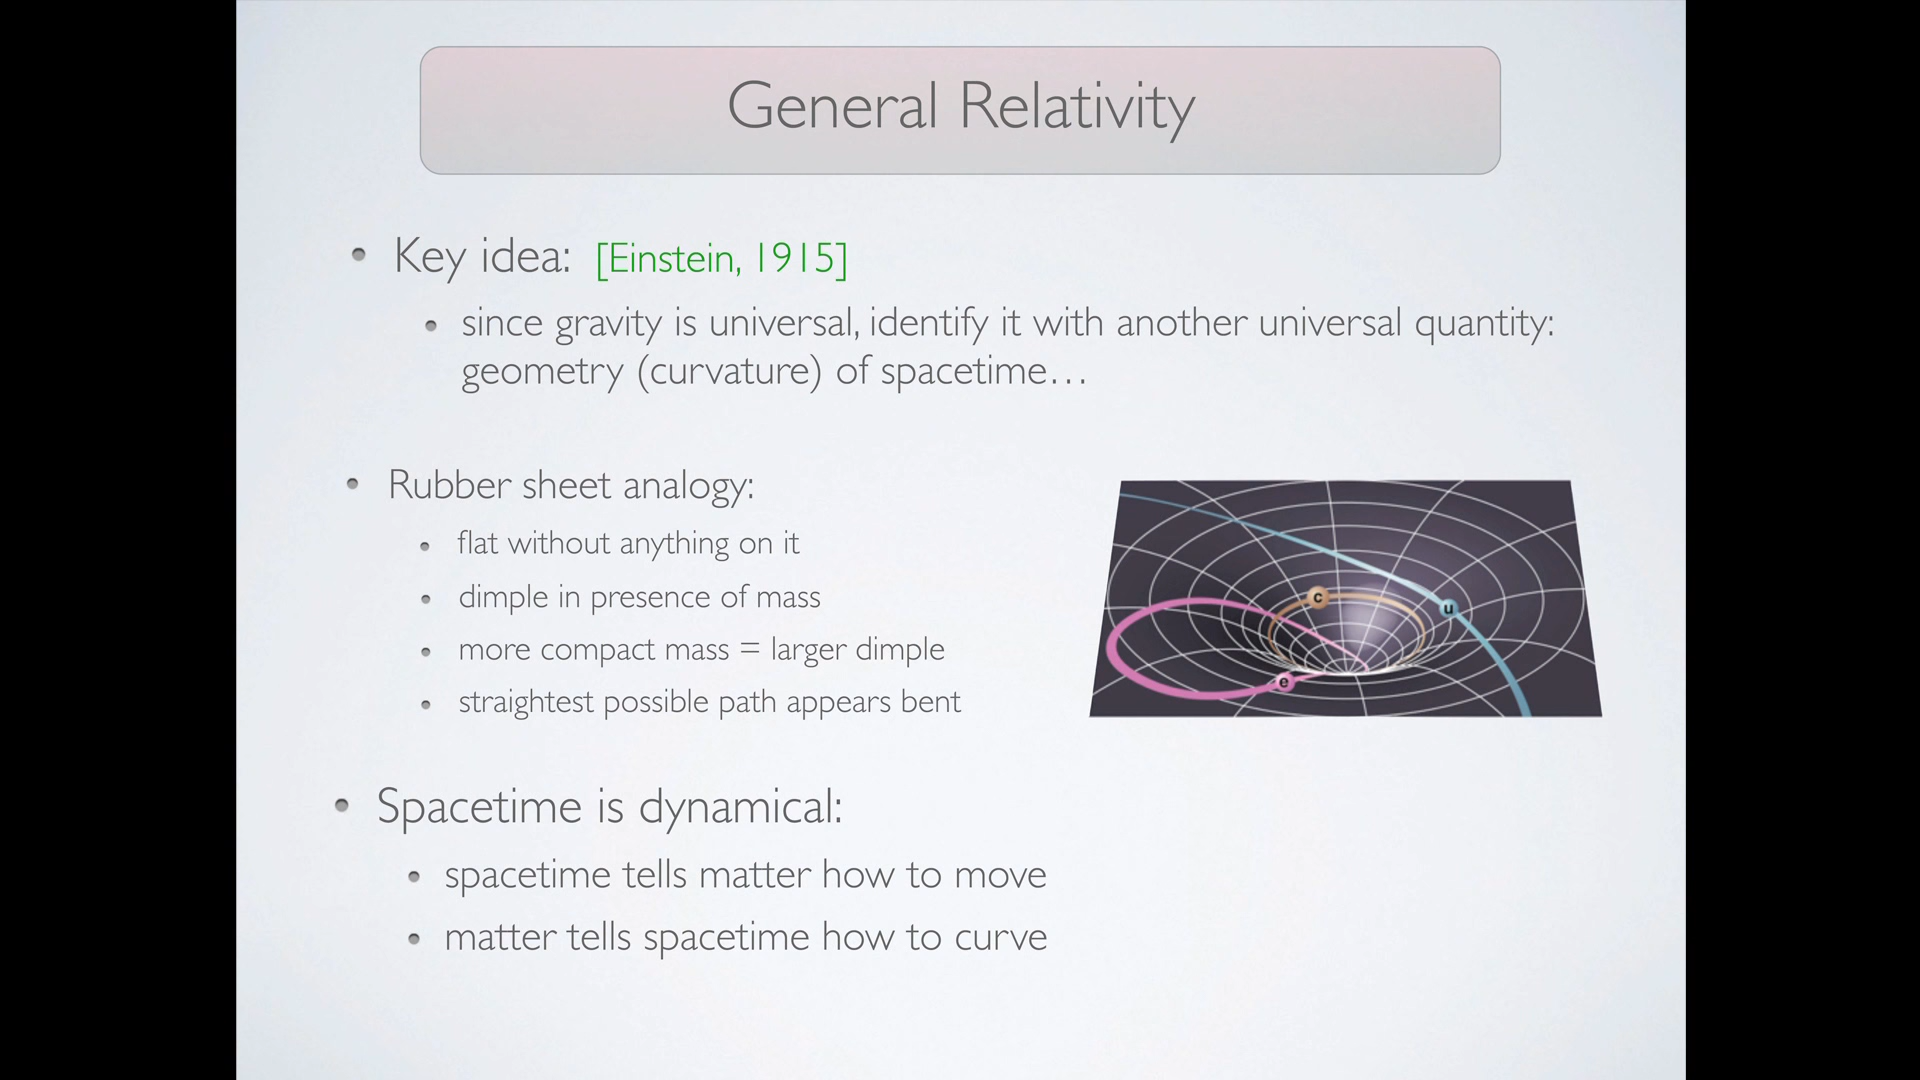 General Relativity
• Key idea: [Einstein, 1915]
• since gravity is universal, identify it with another universal quantity:
geometry (curvature) of spacetime…
• Rubber sheet analogy:
• flat without anything on it
• dimple in presence of mass
• more compact mass = larger dimple
• straightest possible path appears bent
c
u
e
• Spacetime is dynamical:
• spacetime tells matter how to move
• matter tells spacetime how to curve